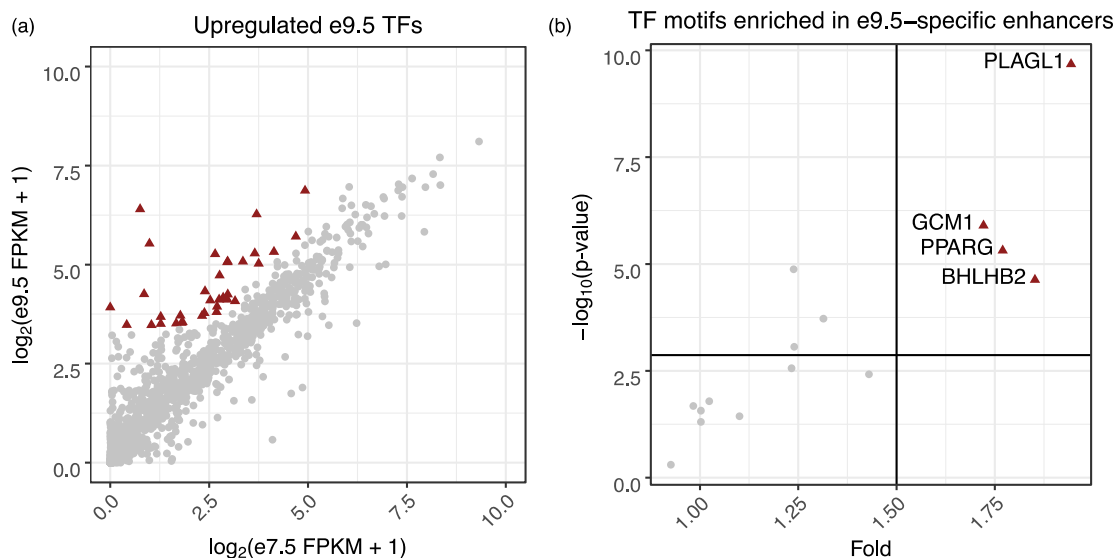 (a)
Upregulated e9.5 TFs
10.0
7.5
5.0
2.5
0.0
log2(e9.5 FPKM + 1)
0.0
2.5
5.0
7.5
10.0
log2(e7.5 FPKM + 1)
(b)
TF motifs enriched in e9.5−specific enhancers
10.0
7.5
5.0
2.5
0.0
−log10(p-value)
PLAGL1
GCM1
PPARG
BHLHB2
1.00
1.25
1.50
1.75
Fold